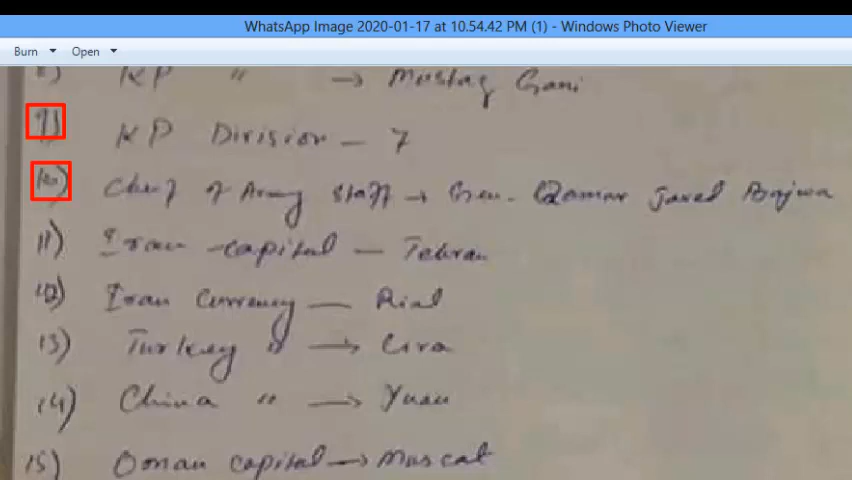 WhatsApp Image 2020-01-17 at 10.54.42 PM (1) - Windows Photo Viewer
Burn Open
8) KP " → Mustaq Gani
9) KP Division - 7
10) Chief of Army Staff → Gen. Qamar Javed Bajwa
11) Iran capital - Tehran
12) Iran Currency - Rial
13) Turkey " → Lira
14) China " → Yuan
15) Oman capital → Muscat